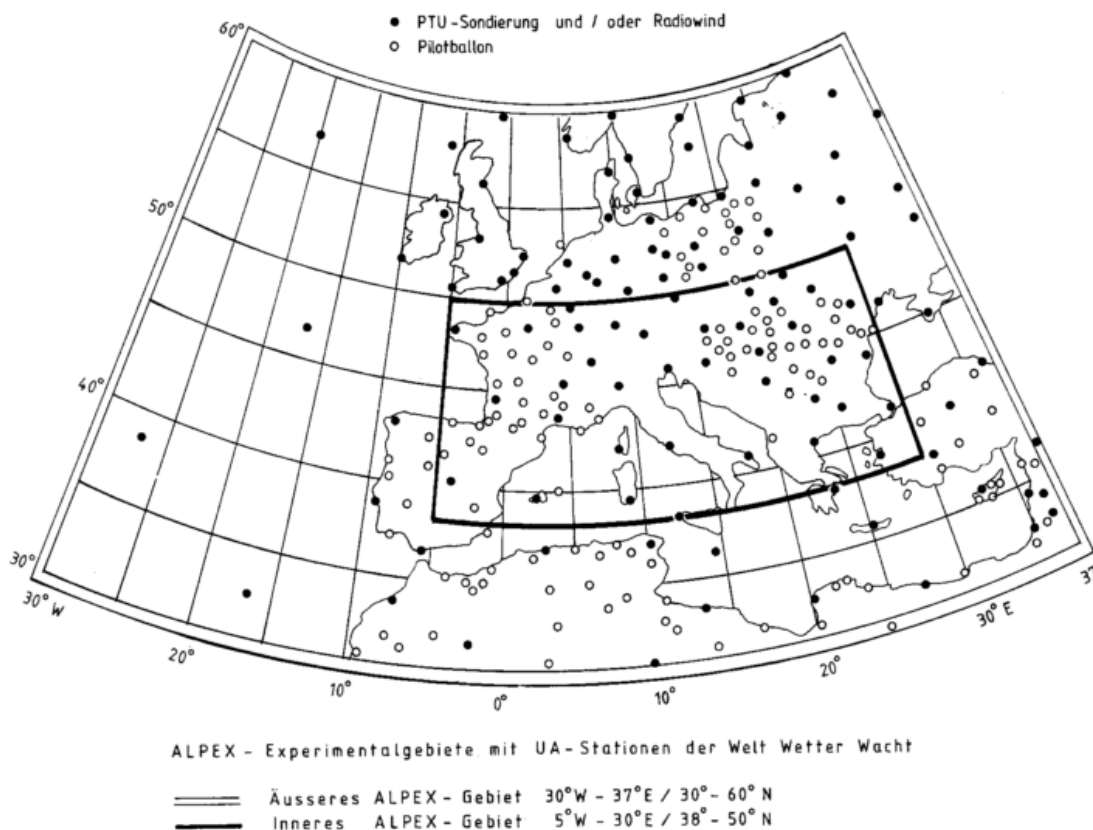 ● PTU-Sondierung und / oder Radiowind
○ Pilotballon
60°
50°
40°
30°
30° W
20°
10°
0°
10°
20°
30° E
37
ALPEX - Experimentalgebiete mit UA-Stationen der Welt Wetter Wacht
Äusseres ALPEX - Gebiet 30°W - 37°E / 30° - 60° N
Inneres ALPEX - Gebiet 5°W - 30°E / 38° - 50° N